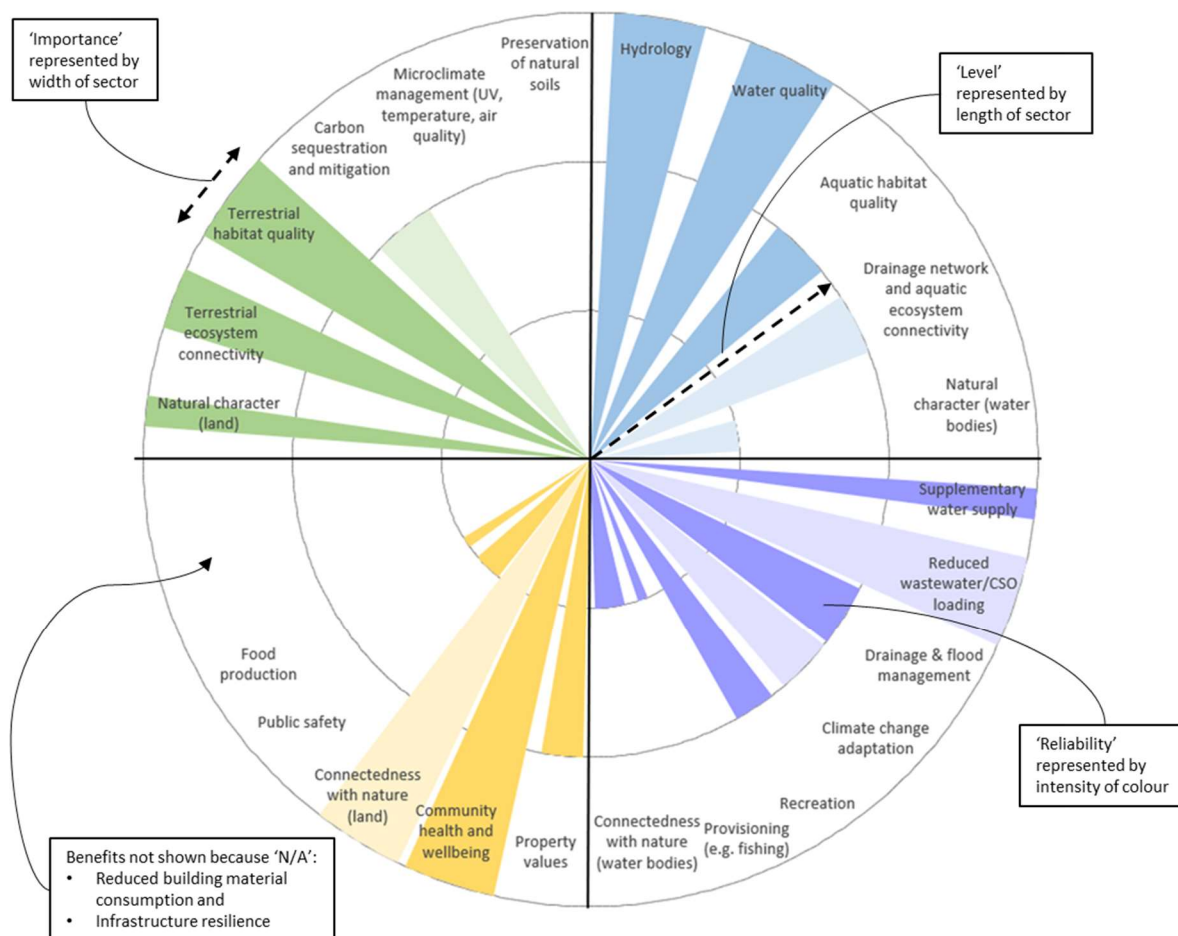 ‘Importance’
represented by
width of sector
Preservation
of natural
soils
Microclimate
management (UV,
temperature, air
quality)
Carbon
sequestration
and mitigation
Terrestrial
habitat quality
Terrestrial
ecosystem
connectivity
Natural character
(land)
Hydrology
Water quality
‘Level’
represented by
length of sector
Aquatic habitat
quality
Drainage network
and aquatic
ecosystem
connectivity
Natural
character (water
bodies)
Supplementary
water supply
Reduced
wastewater/CSO
loading
Drainage & flood
management
Climate change
adaptation
Recreation
Provisioning
(e.g. fishing)
Connectedness
with nature
(water bodies)
‘Reliability’
represented by
intensity of colour
Food
production
Public safety
Connectedness
with nature
(land)
Community
health and
wellbeing
Property
values
Benefits not shown because ‘N/A’:
• Reduced building material
consumption and
• Infrastructure resilience